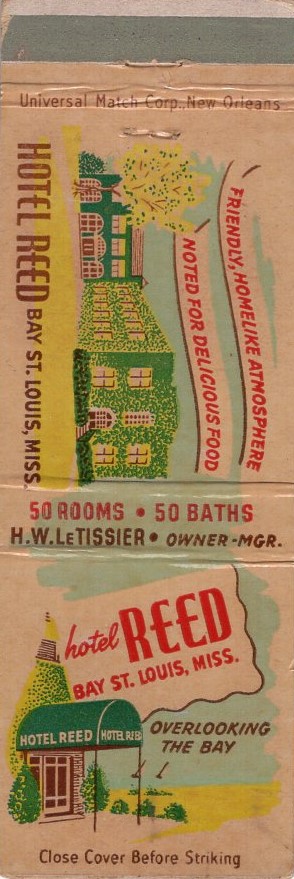 Universal Match Corp., New Orleans
HOTEL REED BAY ST. LOUIS, MISS.
FRIENDLY, HOMELIKE ATMOSPHERE
NOTED FOR DELICIOUS FOOD
50 ROOMS • 50 BATHS
H.W. LeTISSIER • OWNER-MGR.
hotel REED
BAY ST. LOUIS, MISS.
HOTEL REED
HOTEL REED
OVERLOOKING
THE BAY
Close Cover Before Striking